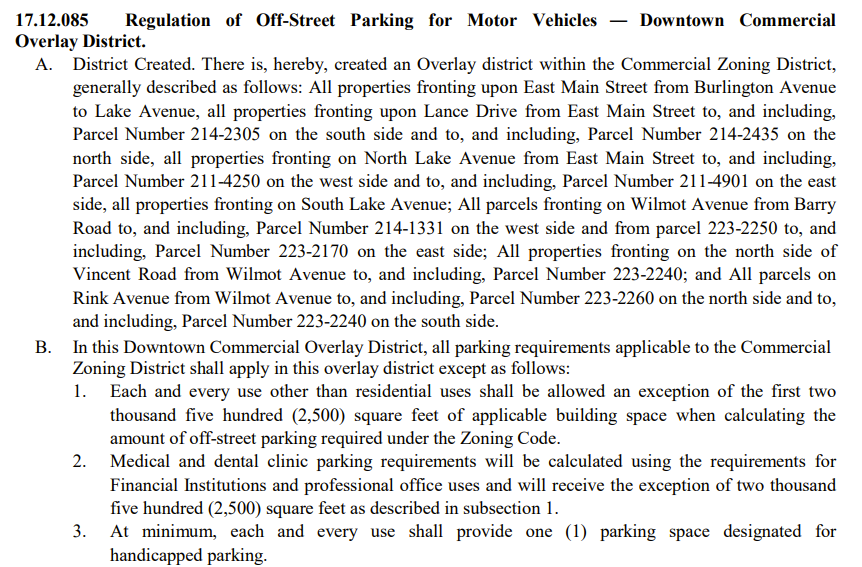 17.12.085 Regulation of Off-Street Parking for Motor Vehicles — Downtown Commercial
Overlay District.
A. District Created. There is, hereby, created an Overlay district within the Commercial Zoning District,
generally described as follows: All properties fronting upon East Main Street from Burlington Avenue
to Lake Avenue, all properties fronting upon Lance Drive from East Main Street to, and including,
Parcel Number 214-2305 on the south side and to, and including, Parcel Number 214-2435 on the
north side, all properties fronting on North Lake Avenue from East Main Street to, and including,
Parcel Number 211-4250 on the west side and to, and including, Parcel Number 211-4901 on the east
side, all properties fronting on South Lake Avenue; All parcels fronting on Wilmot Avenue from Barry
Road to, and including, Parcel Number 214-1331 on the west side and from parcel 223-2250 to, and
including, Parcel Number 223-2170 on the east side; All properties fronting on the north side of
Vincent Road from Wilmot Avenue to, and including, Parcel Number 223-2240; and All parcels on
Rink Avenue from Wilmot Avenue to, and including, Parcel Number 223-2260 on the north side and to,
and including, Parcel Number 223-2240 on the south side.
B. In this Downtown Commercial Overlay District, all parking requirements applicable to the Commercial
Zoning District shall apply in this overlay district except as follows:
1. Each and every use other than residential uses shall be allowed an exception of the first two
thousand five hundred (2,500) square feet of applicable building space when calculating the
amount of off-street parking required under the Zoning Code.
2. Medical and dental clinic parking requirements will be calculated using the requirements for
Financial Institutions and professional office uses and will receive the exception of two thousand
five hundred (2,500) square feet as described in subsection 1.
3. At minimum, each and every use shall provide one (1) parking space designated for
handicapped parking.